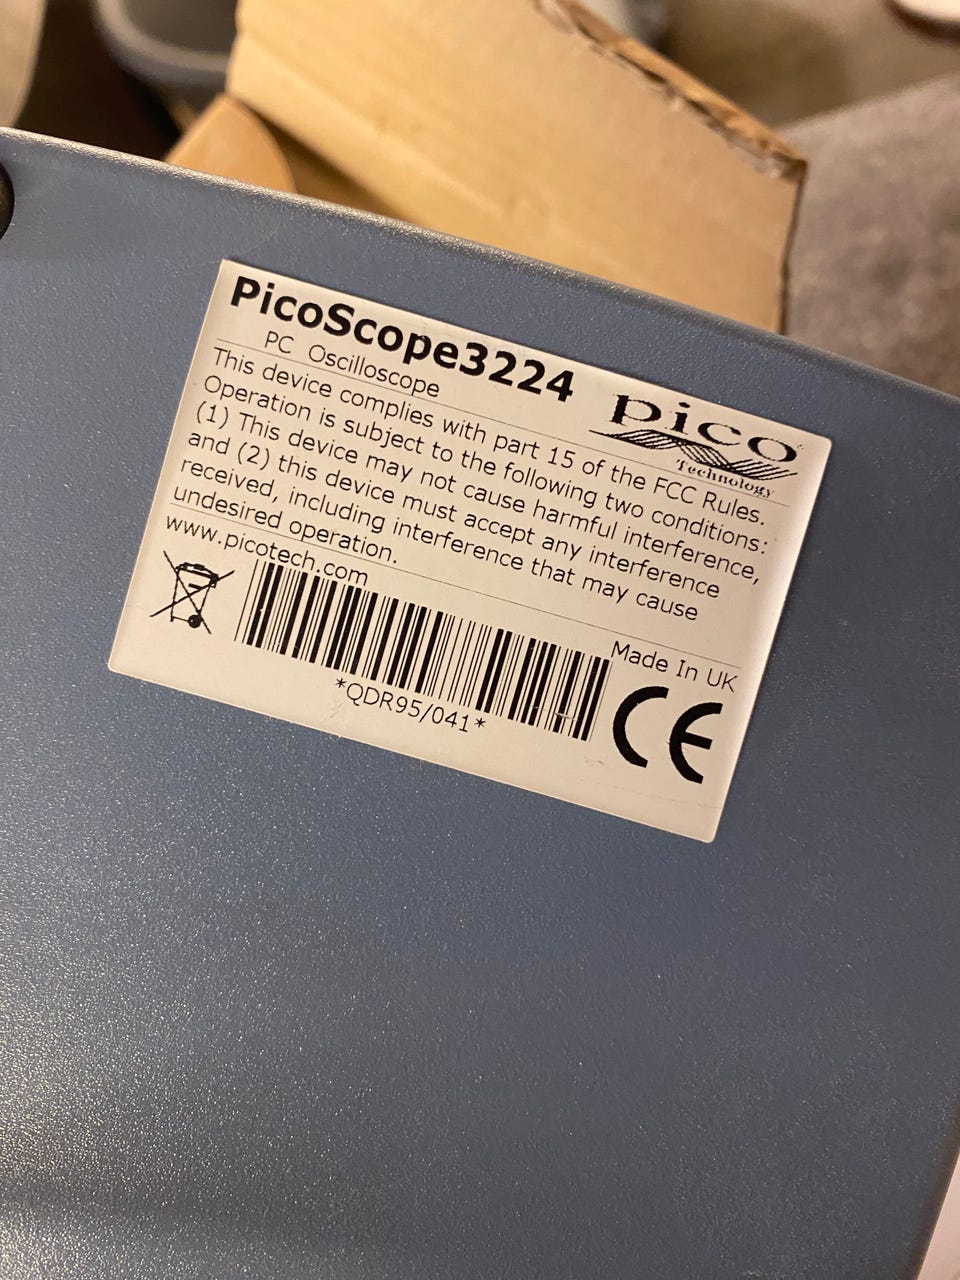 PicoScope3224
PC Oscilloscope
pico
Technology
This device complies with part 15 of the FCC Rules.
Operation is subject to the following two conditions:
(1) This device may not cause harmful interference,
and (2) this device must accept any interference
received, including interference that may cause
undesired operation.
www.picotech.com
Made In UK
*QDR95/041*
CE